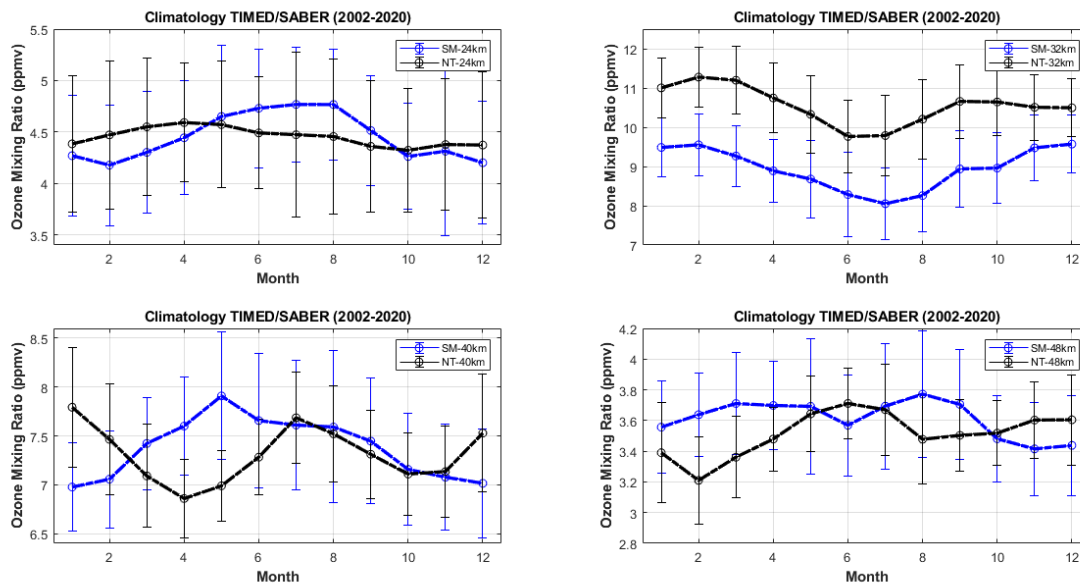 Climatology TIMED/SABER (2002-2020)
Ozone Mixing Ratio (ppmv)
5.5
5
4.5
4
3.5
SM-24km
NT-24km
2 4 6 8 10 12
Month
Climatology TIMED/SABER (2002-2020)
Ozone Mixing Ratio (ppmv)
12
11
10
9
8
7
SM-32km
NT-32km
2 4 6 8 10 12
Month
Climatology TIMED/SABER (2002-2020)
Ozone Mixing Ratio (ppmv)
8.5
8
7.5
7
6.5
SM-40km
NT-40km
2 4 6 8 10 12
Month
Climatology TIMED/SABER (2002-2020)
Ozone Mixing Ratio (ppmv)
4.2
4
3.8
3.6
3.4
3.2
3
2.8
SM-48km
NT-48km
2 4 6 8 10 12
Month